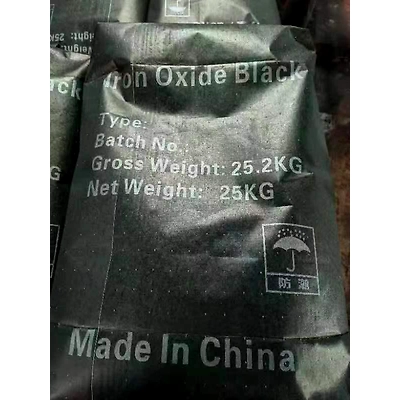 Iron Oxide Black
Type:
Batch No.:
Gross Weight: 25.2KG
Net Weight: 25KG
防潮
Made In China